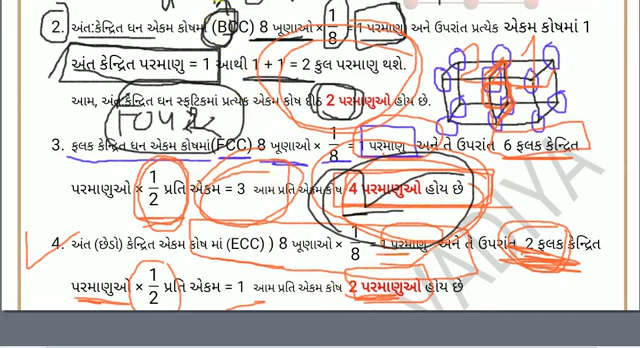 2. અંત:કેન્દ્રિત ઘન એકમ કોષમાં (BCC) 8 ખૂણાઓ × 1/8 = 1 પરમાણુ અને ઉપરાંત પ્રત્યેક એકમ કોષમાં 1
અંત કેન્દ્રિત પરમાણુ = 1 આથી 1 + 1 = 2 કુલ પરમાણુ થશે.
આમ, અંત કેન્દ્રિત ઘન સ્ફટિકમાં પ્રત્યેક એકમ કોષ દીઠ 2 પરમાણુઓ હોય છે.
3. ફલક કેન્દ્રિત ઘન એકમ કોષમાં (FCC) 8 ખૂણાઓ × 1/8 = 1 પરમાણુ અને તે ઉપરાંત 6 ફલક કેન્દ્રિત
પરમાણુઓ × 1/2 પ્રતિ એકમ = 3 આમ પ્રતિ એકમ કોષ 4 પરમાણુઓ હોય છે
4. અંત (છેડો) કેન્દ્રિત એકમ કોષ માં (ECC) ) 8 ખૂણાઓ × 1/8 = 1 પરમાણુ અને તે ઉપરાંત 2 ફલક કેન્દ્રિત
પરમાણુઓ × 1/2 પ્રતિ એકમ = 1 આમ પ્રતિ એકમ કોષ 2 પરમાણુઓ હોય છે
VADIYA